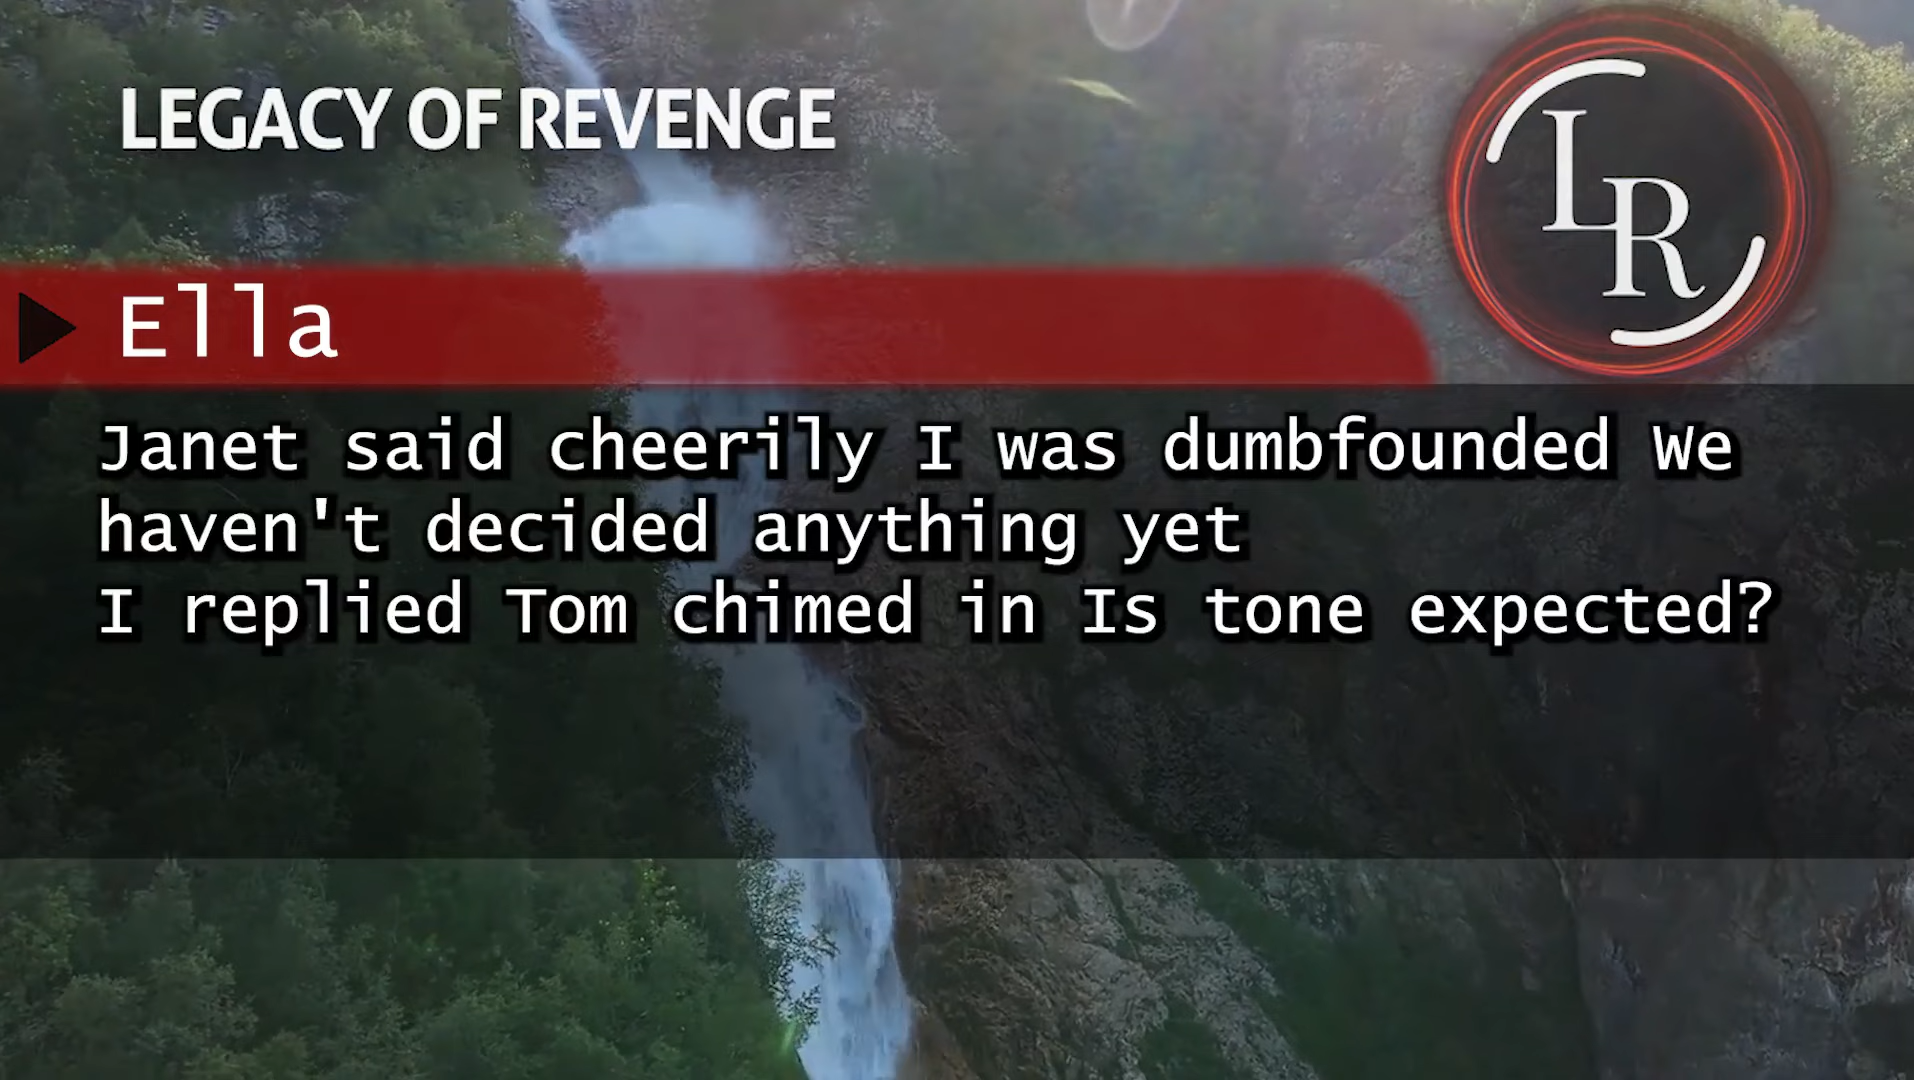 LEGACY OF REVENGE
LR
Ella
Janet said cheerily I was dumbfounded We
haven't decided anything yet
I replied Tom chimed in Is tone expected?